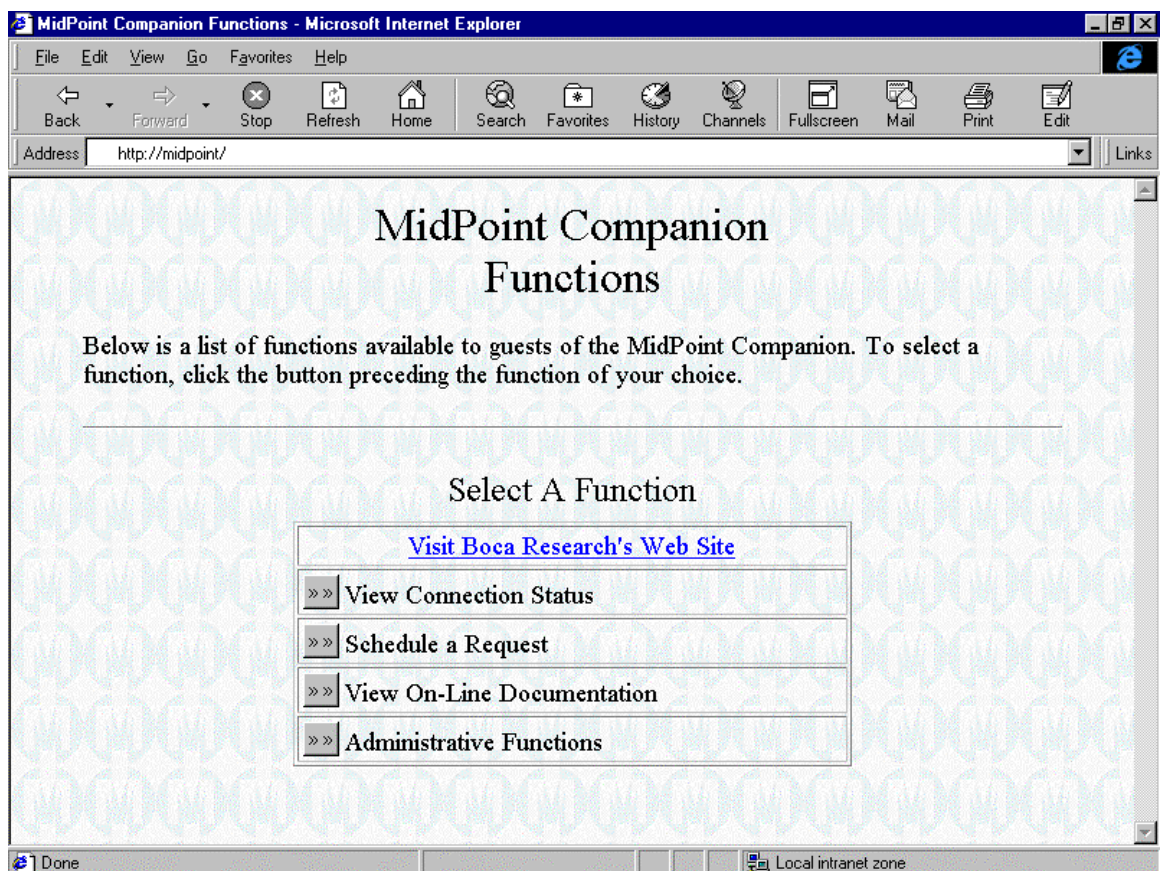 MidPoint Companion Functions - Microsoft Internet Explorer
File Edit View Go Favorites Help
Back Forward Stop Refresh Home Search Favorites History Channels Fullscreen Mail Print Edit
Address http://midpoint/ Links
MidPoint Companion
Functions
Below is a list of functions available to guests of the MidPoint Companion. To select a
function, click the button preceding the function of your choice.
Select A Function
Visit Boca Research's Web Site
»» View Connection Status
»» Schedule a Request
»» View On-Line Documentation
»» Administrative Functions
Done Local intranet zone